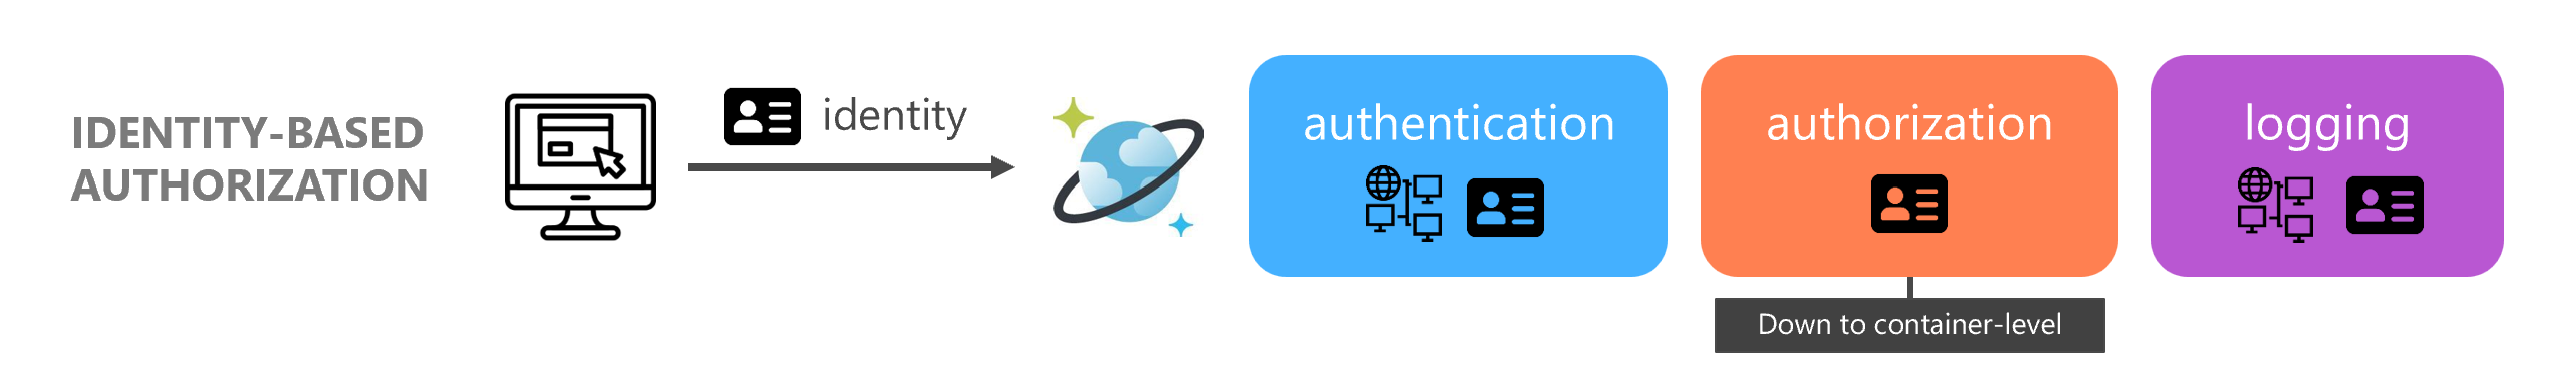 IDENTITY-BASED
AUTHORIZATION
identity
authentication
authorization
logging
Down to container-level